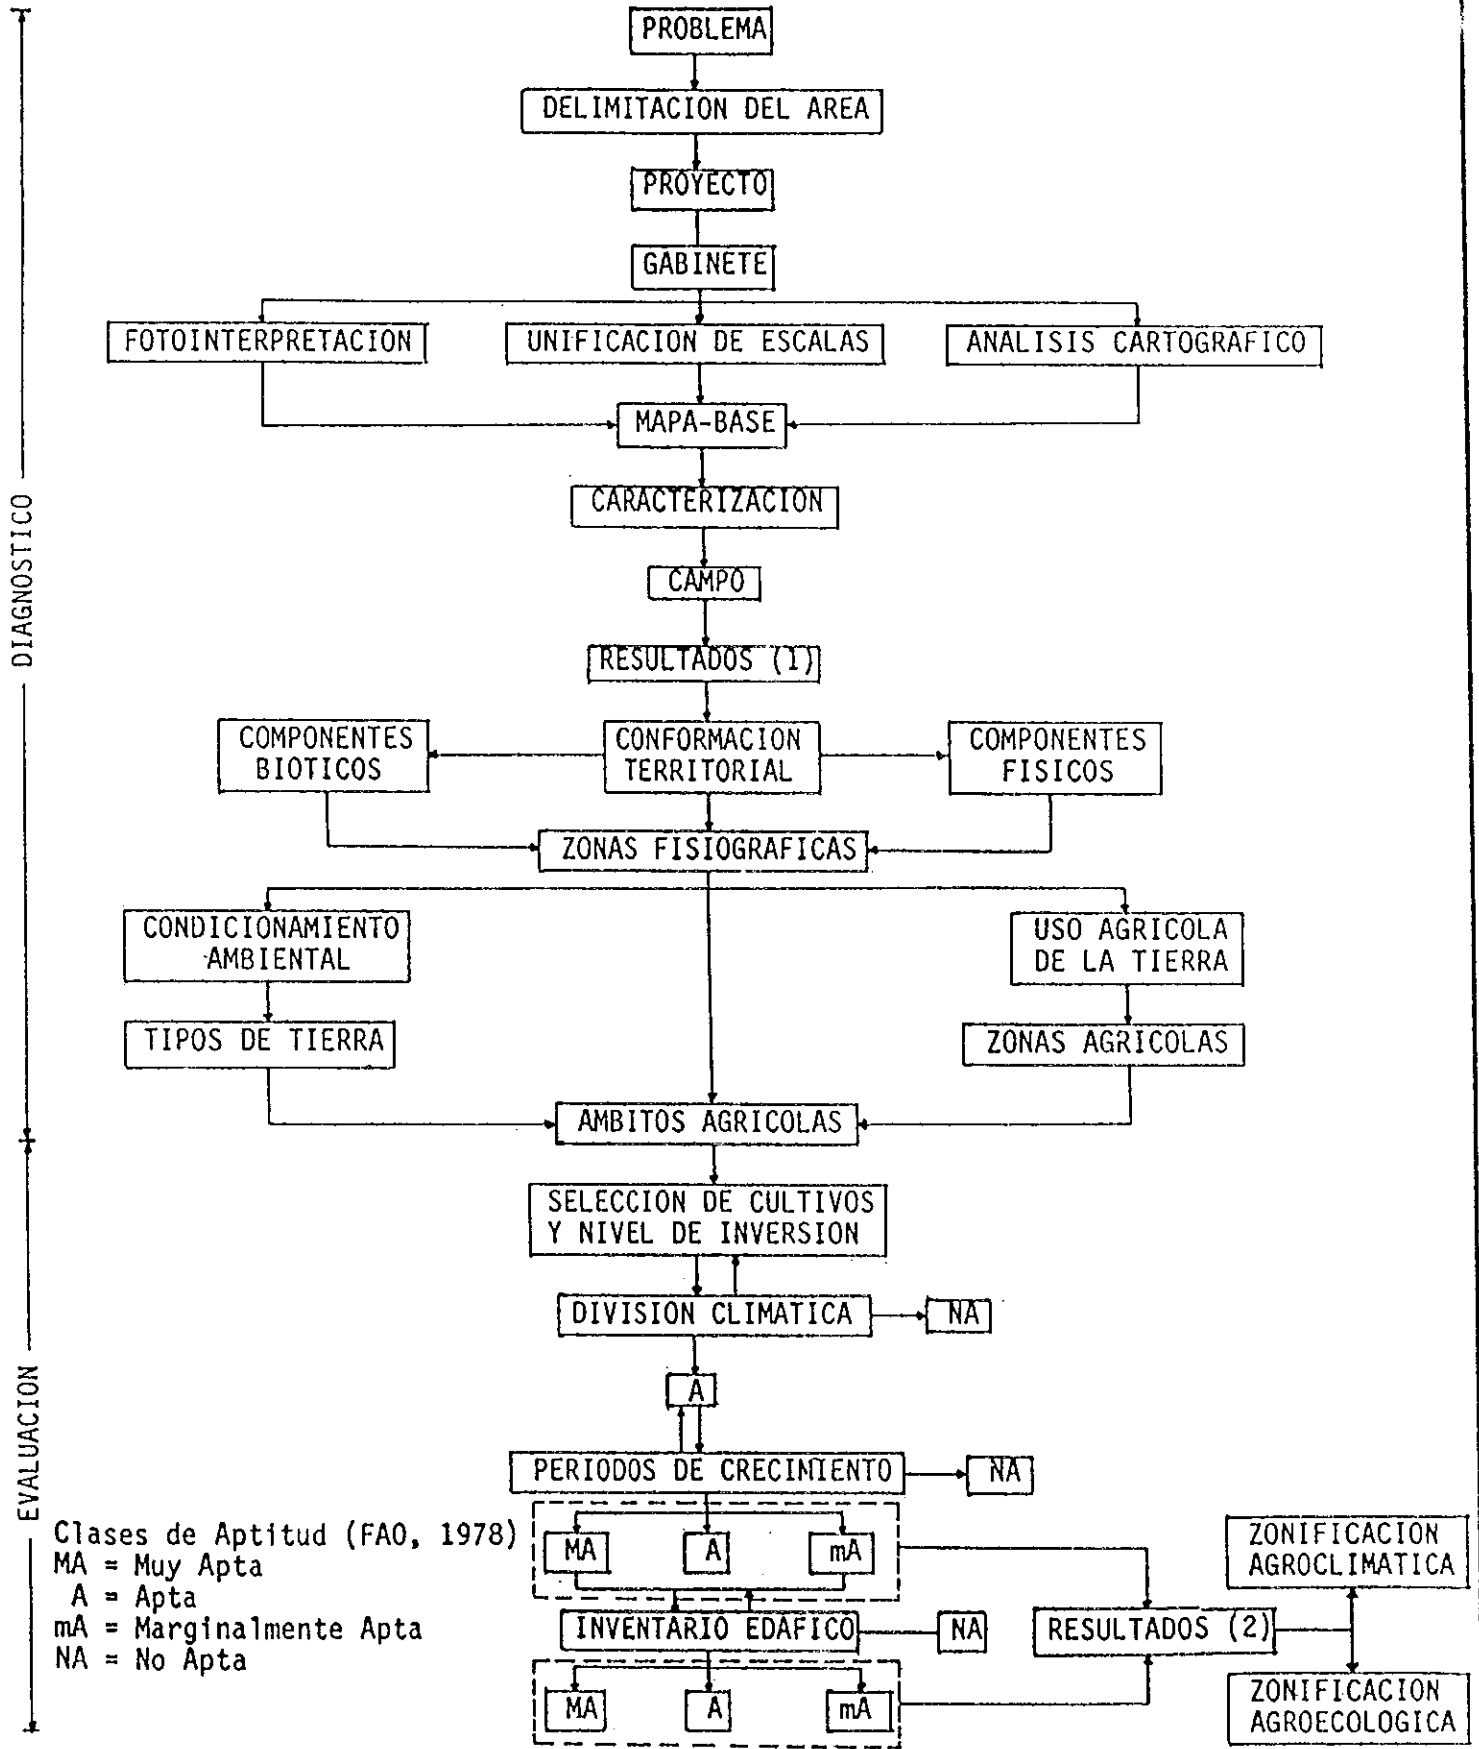 PROBLEMA
DELIMITACION DEL AREA
PROYECTO
GABINETE
FOTOINTERPRETACION
UNIFICACION DE ESCALAS
ANALISIS CARTOGRAFICO
MAPA-BASE
CARACTERIZACION
CAMPO
RESULTADOS (1)
COMPONENTES
BIOTICOS
CONFORMACION
TERRITORIAL
COMPONENTES
FISICOS
ZONAS FISIOGRAFICAS
CONDICIONAMIENTO
AMBIENTAL
USO AGRICOLA
DE LA TIERRA
TIPOS DE TIERRA
ZONAS AGRICOLAS
AMBITOS AGRICOLAS
DIAGNOSTICO
SELECCION DE CULTIVOS
Y NIVEL DE INVERSION
DIVISION CLIMATICA
NA
A
PERIODOS DE CRECIMIENTO
NA
MA
A
mA
INVENTARIO EDAFICO
NA
MA
A
mA
RESULTADOS (2)
ZONIFICACION
AGROCLIMATICA
ZONIFICACION
AGROECOLOGICA
EVALUACION
Clases de Aptitud (FAO, 1978)
MA = Muy Apta
A = Apta
mA = Marginalmente Apta
NA = No Apta